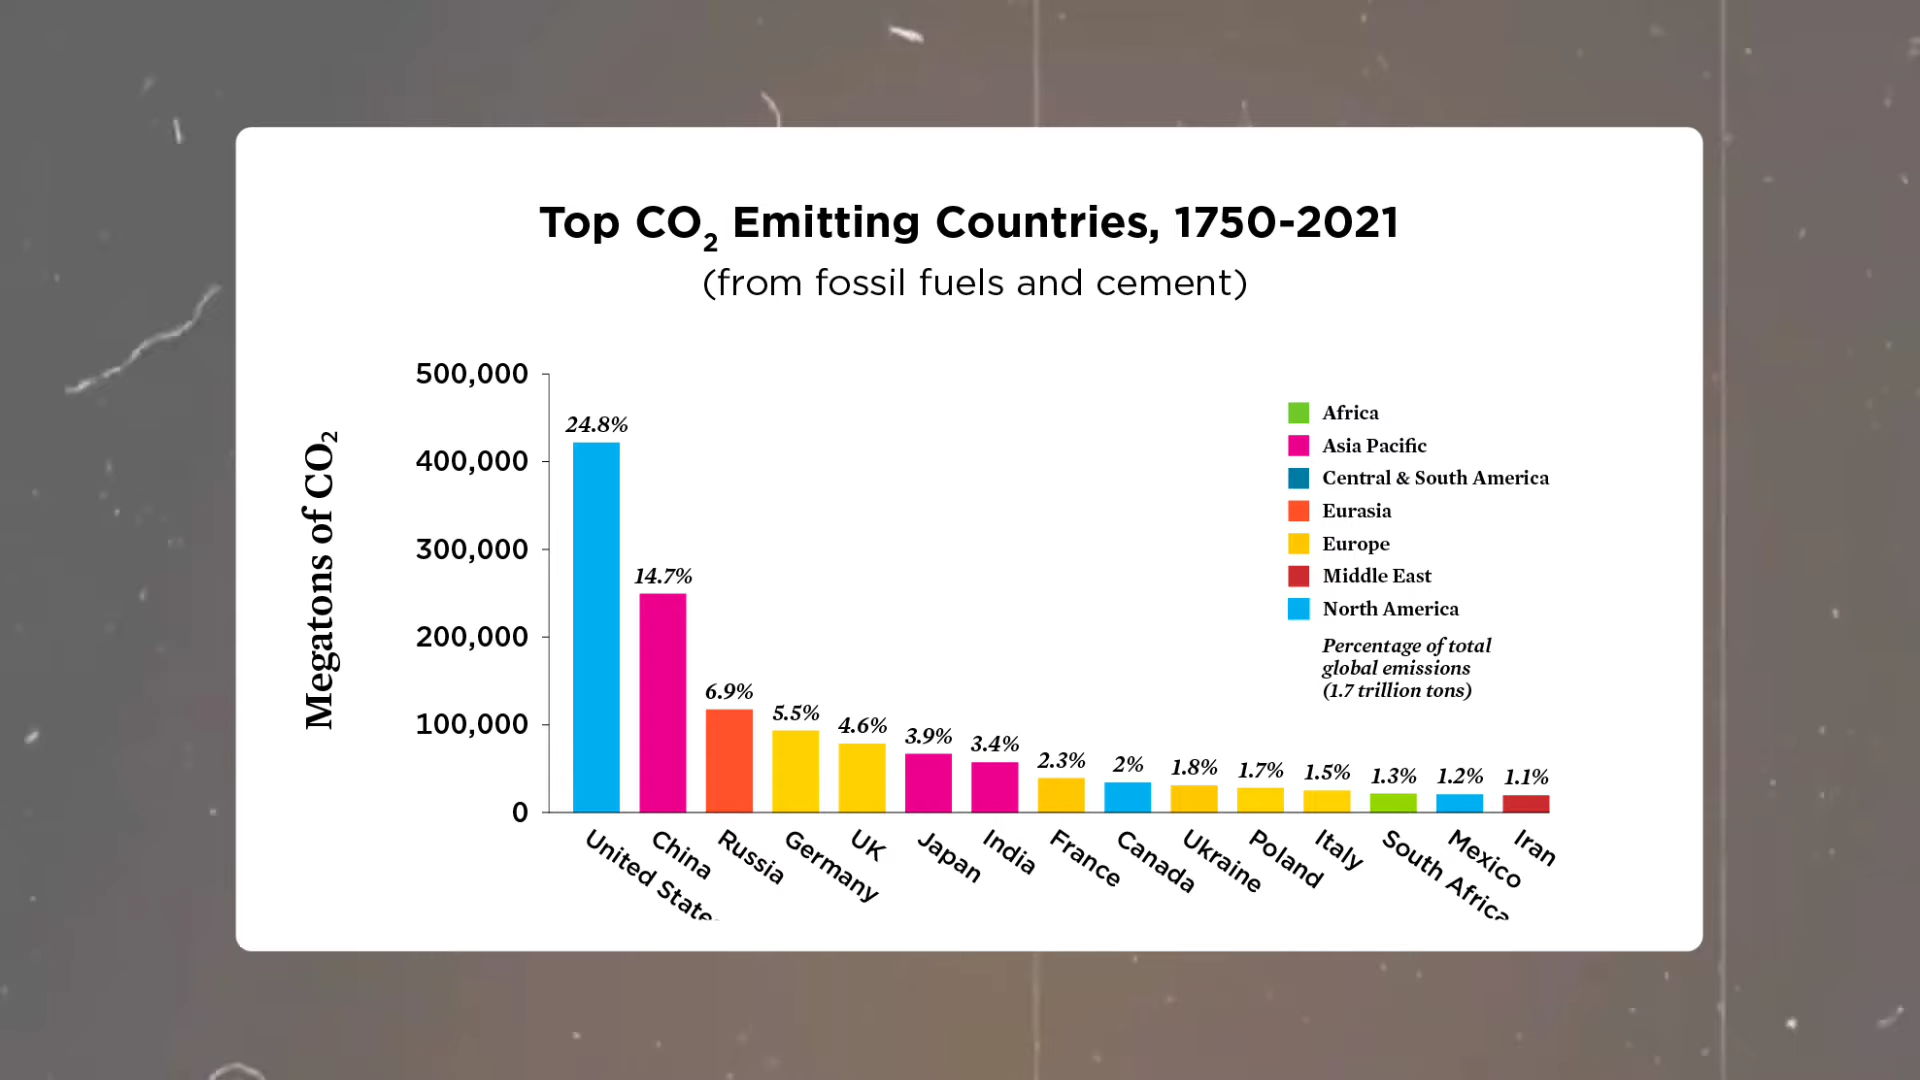 Top CO₂ Emitting Countries, 1750-2021
(from fossil fuels and cement)
Megatons of CO₂
500,000
400,000
300,000
200,000
100,000
0
24.8%
14.7%
6.9%
5.5%
4.6%
3.9%
3.4%
2.3%
2%
1.8%
1.7%
1.5%
1.3%
1.2%
1.1%
United States
China
Russia
Germany
UK
Japan
India
France
Canada
Ukraine
Poland
Italy
South Africa
Mexico
Iran
Africa
Asia Pacific
Central & South America
Eurasia
Europe
Middle East
North America
Percentage of total
global emissions
(1.7 trillion tons)